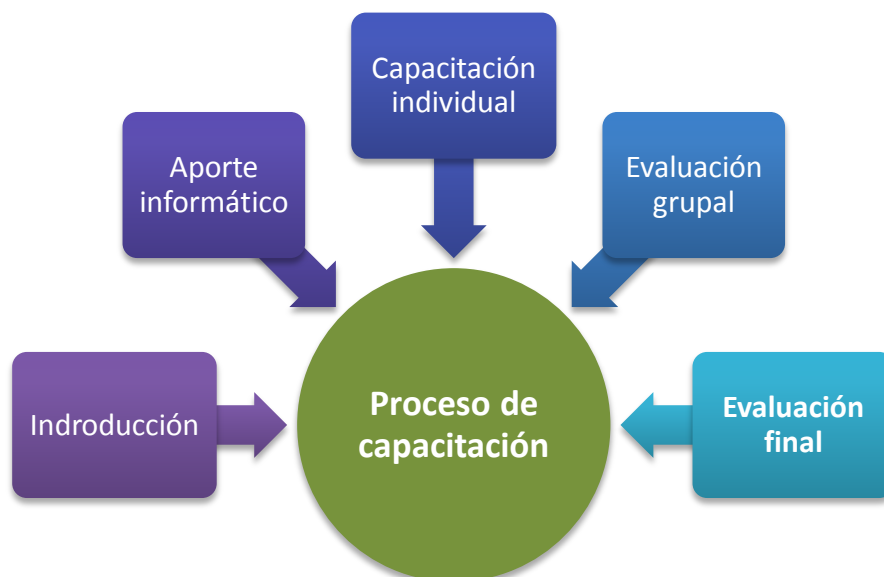 Capacitación
individual
Aporte
informático
Evaluación
grupal
Indroducción
Proceso de
capacitación
Evaluación
final